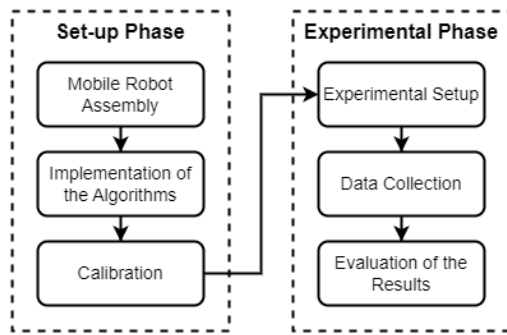 Set-up Phase
Mobile Robot
Assembly
Implementation of
the Algorithms
Calibration
Experimental Phase
Experimental Setup
Data Collection
Evaluation of the
Results